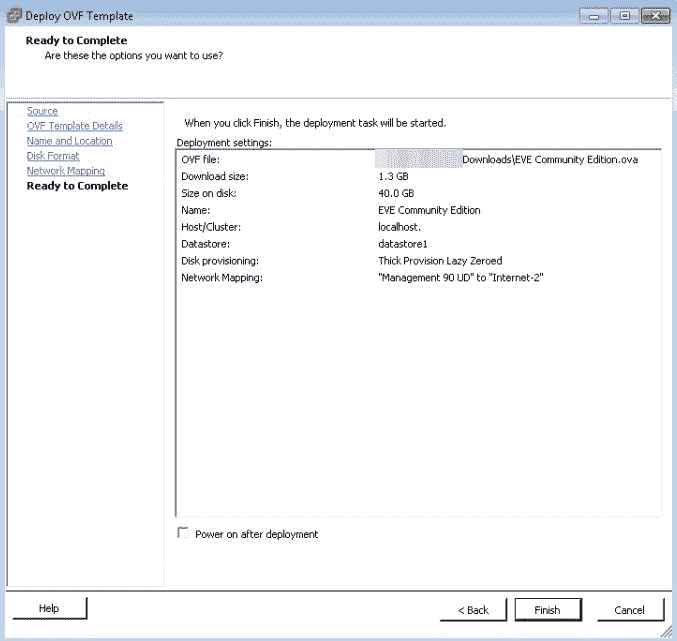 Deploy OVF Template
Ready to Complete
Are these the options you want to use?
Source
OVF Template Details
Name and Location
Disk Format
Network Mapping
Ready to Complete
When you click Finish, the deployment task will be started.
Deployment settings:
OVF file: Downloads\EVE Community Edition.ova
Download size: 1.3 GB
Size on disk: 40.0 GB
Name: EVE Community Edition
Host/Cluster: localhost.
Datastore: datastore1
Disk provisioning: Thick Provision Lazy Zeroed
Network Mapping: "Management 90 UD" to "Internet-2"
Power on after deployment
Help
< Back
Finish
Cancel